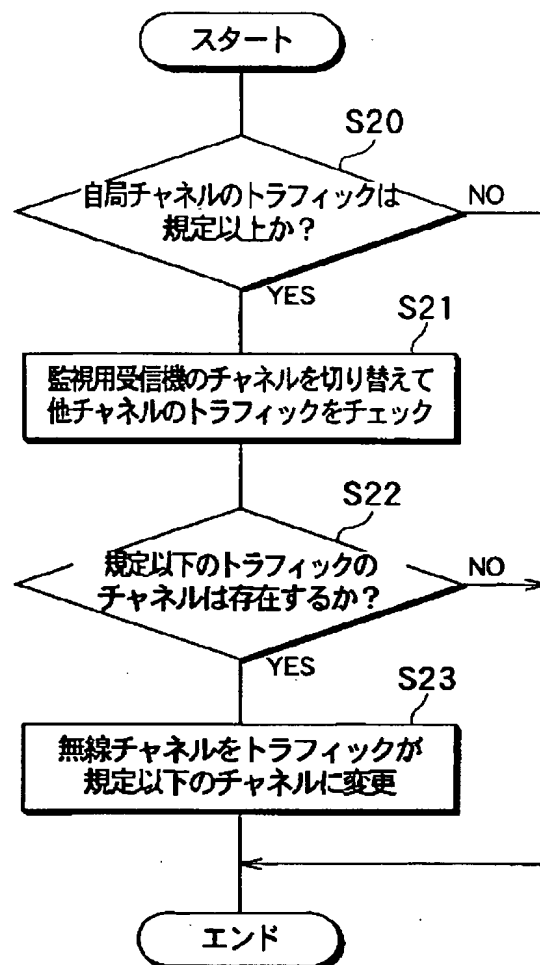 スタート
S20
自局チャネルのトラフィックは
規定以上か？
NO
YES
S21
監視用受信機のチャネルを切り替えて
他チャネルのトラフィックをチェック
S22
規定以下のトラフィックの
チャネルは存在するか？
NO
YES
S23
無線チャネルをトラフィックが
規定以下のチャネルに変更
エンド